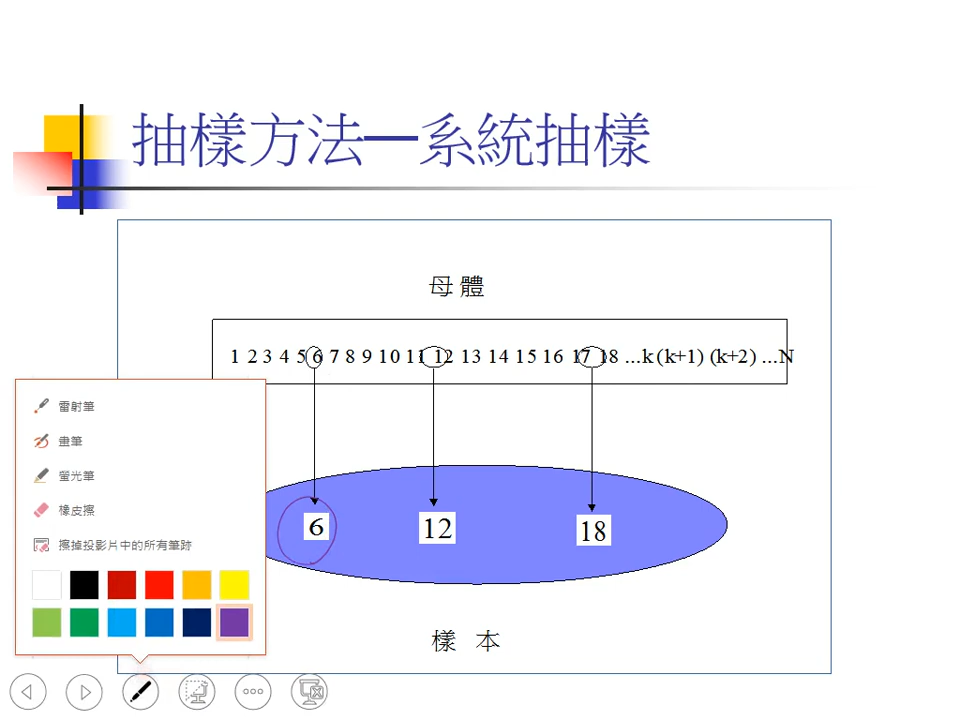 抽樣方法—系統抽樣
母 體
1 2 3 4 5 6 7 8 9 10 11 12 13 14 15 16 17 18 ...k (k+1) (k+2) ...N
雷射筆
畫筆
螢光筆
橡皮擦
擦掉投影片中的所有筆跡
6 12 18
樣 本